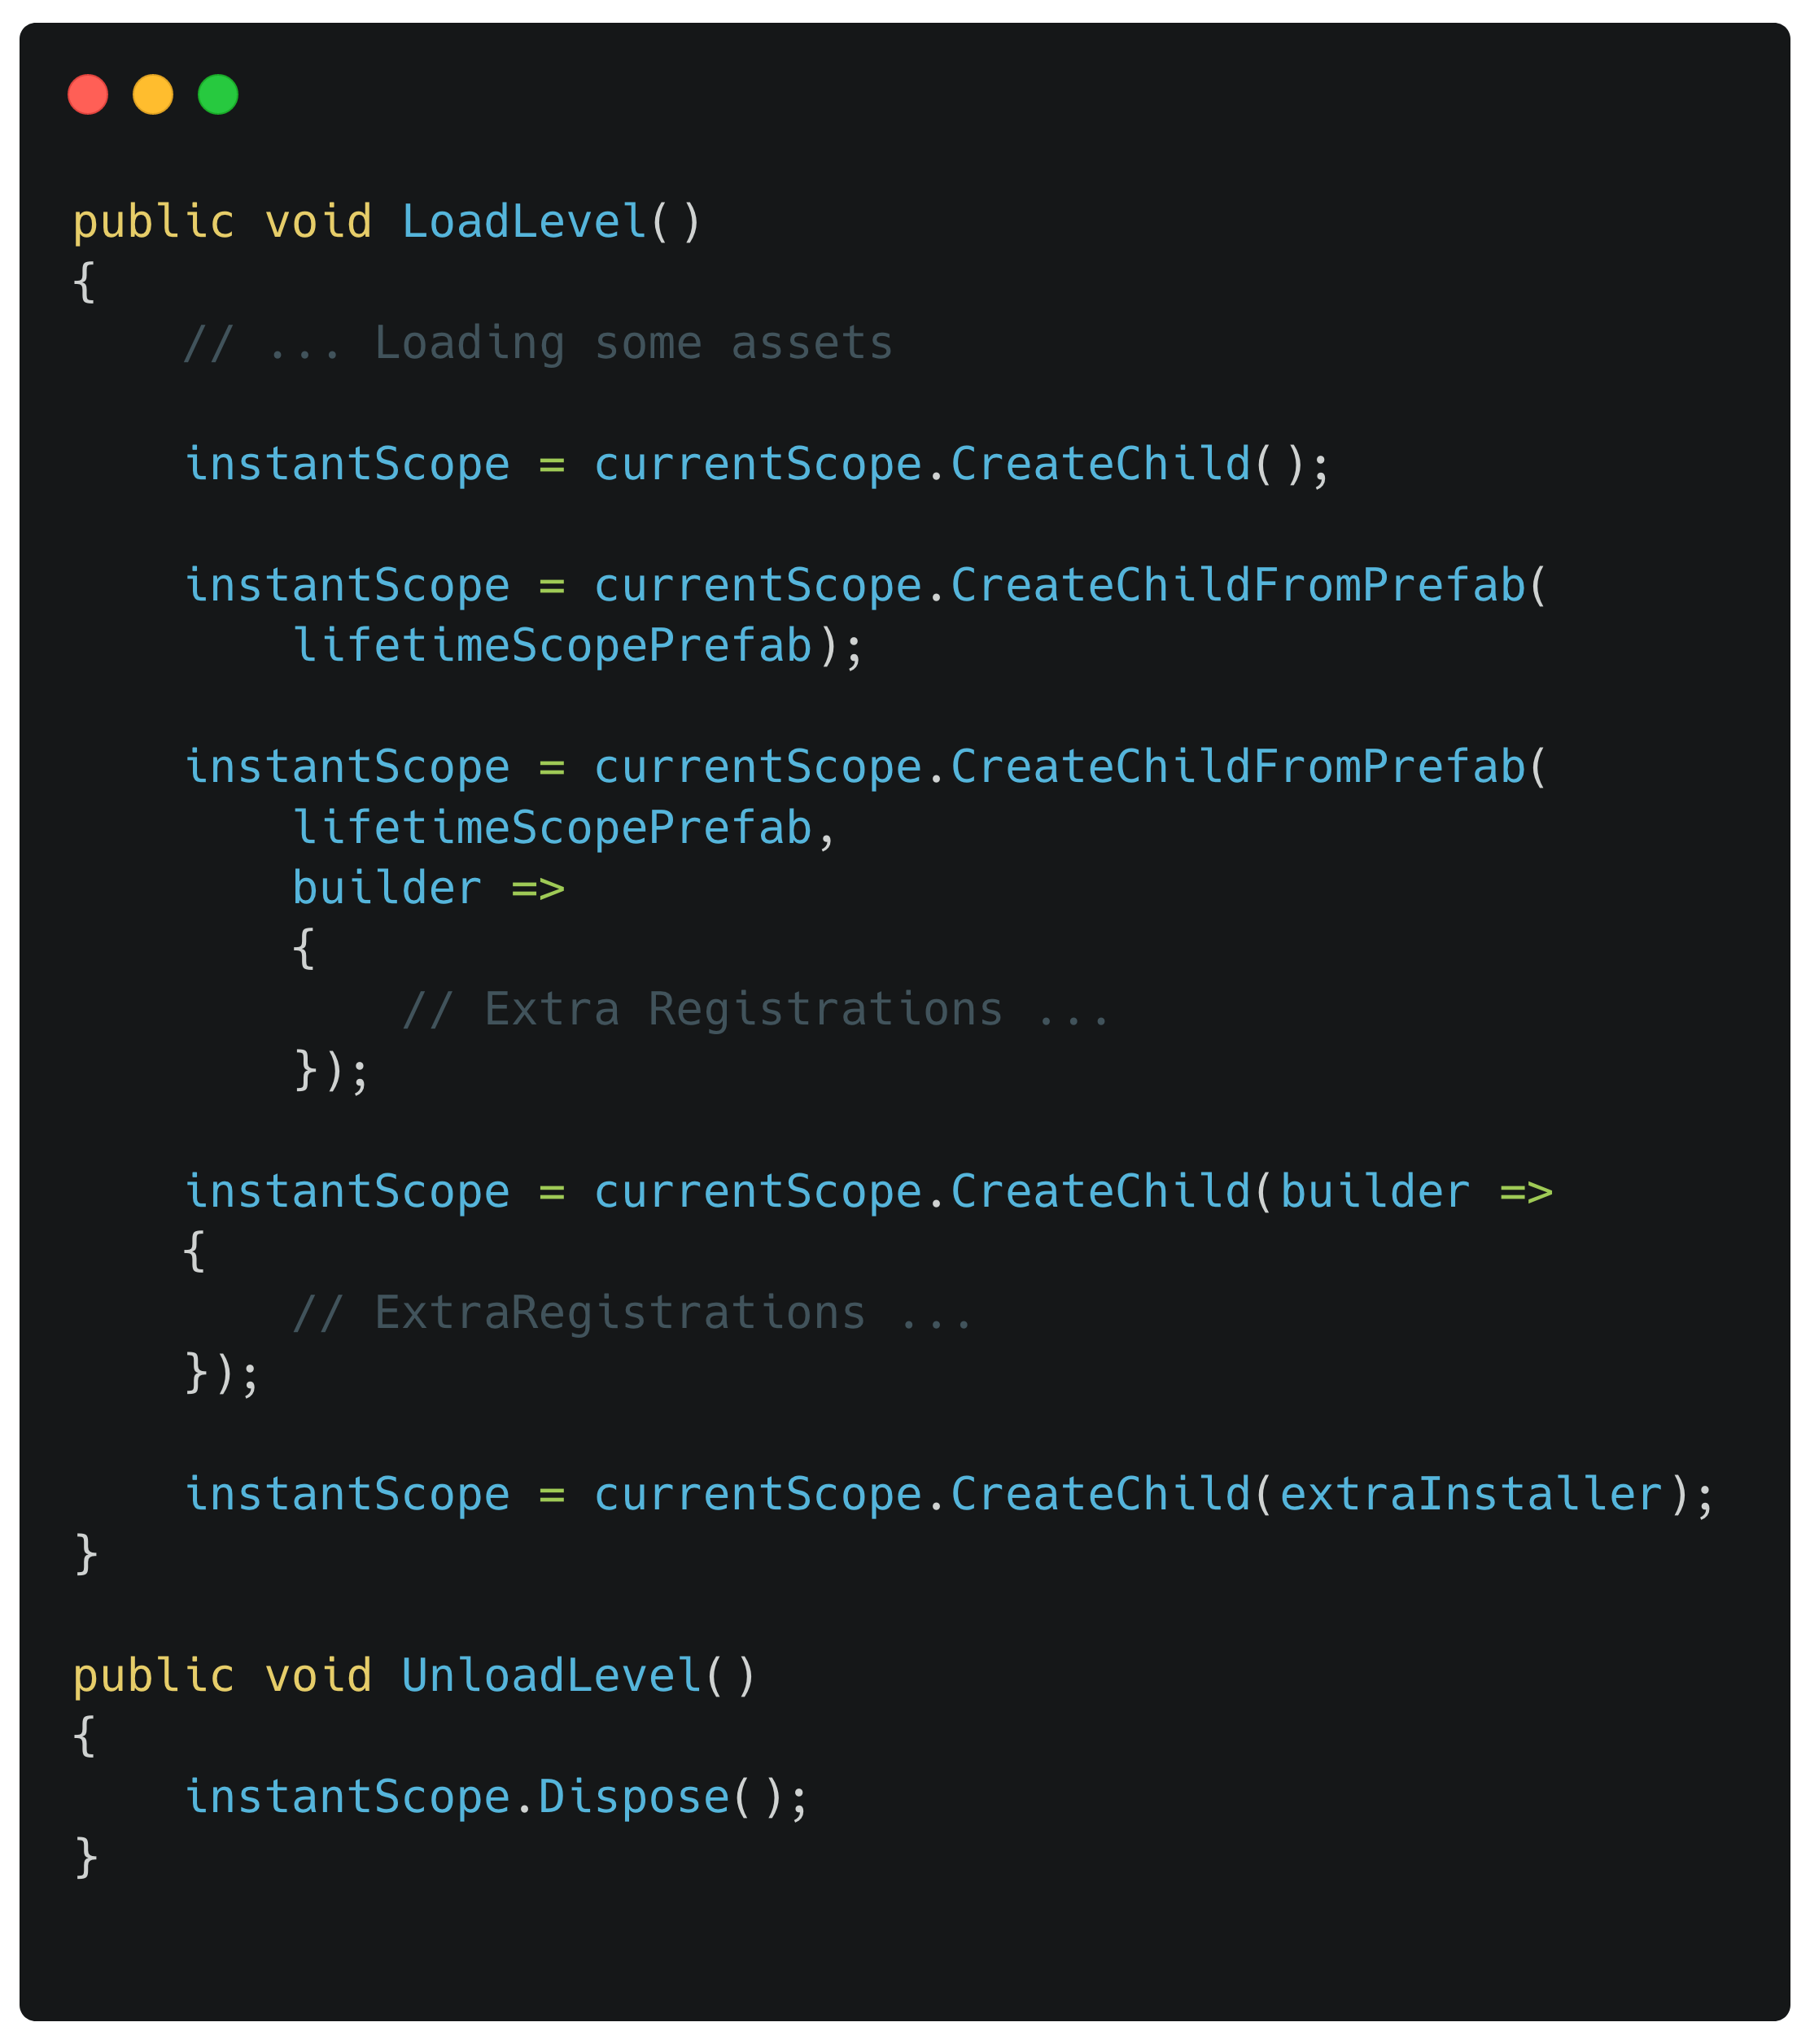 public void LoadLevel()
{
    // ... Loading some assets

    instantScope = currentScope.CreateChild();

    instantScope = currentScope.CreateChildFromPrefab(
        lifetimeScopePrefab);

    instantScope = currentScope.CreateChildFromPrefab(
        lifetimeScopePrefab,
        builder =>
        {
            // Extra Registrations ...
        });

    instantScope = currentScope.CreateChild(builder =>
    {
        // ExtraRegistrations ...
    });

    instantScope = currentScope.CreateChild(extraInstaller);
}

public void UnloadLevel()
{
    instantScope.Dispose();
}